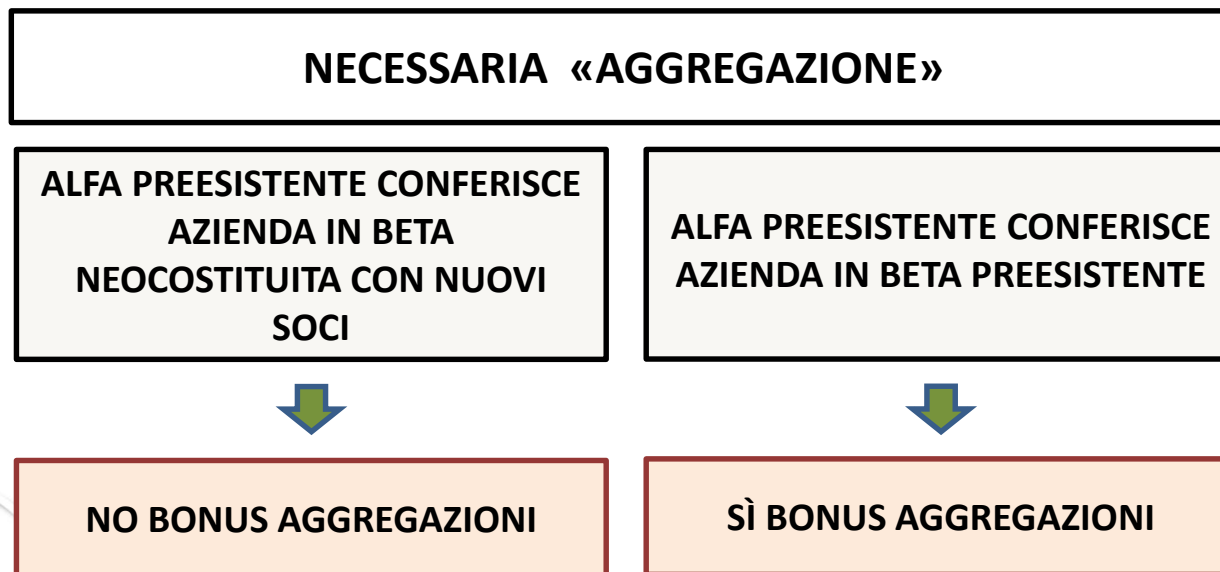 NECESSARIA «AGGREGAZIONE»
ALFA PREESISTENTE CONFERISCE
AZIENDA IN BETA
NEOCOSTITUITA CON NUOVI
SOCI
ALFA PREESISTENTE CONFERISCE
AZIENDA IN BETA PREESISTENTE
NO BONUS AGGREGAZIONI
SÌ BONUS AGGREGAZIONI